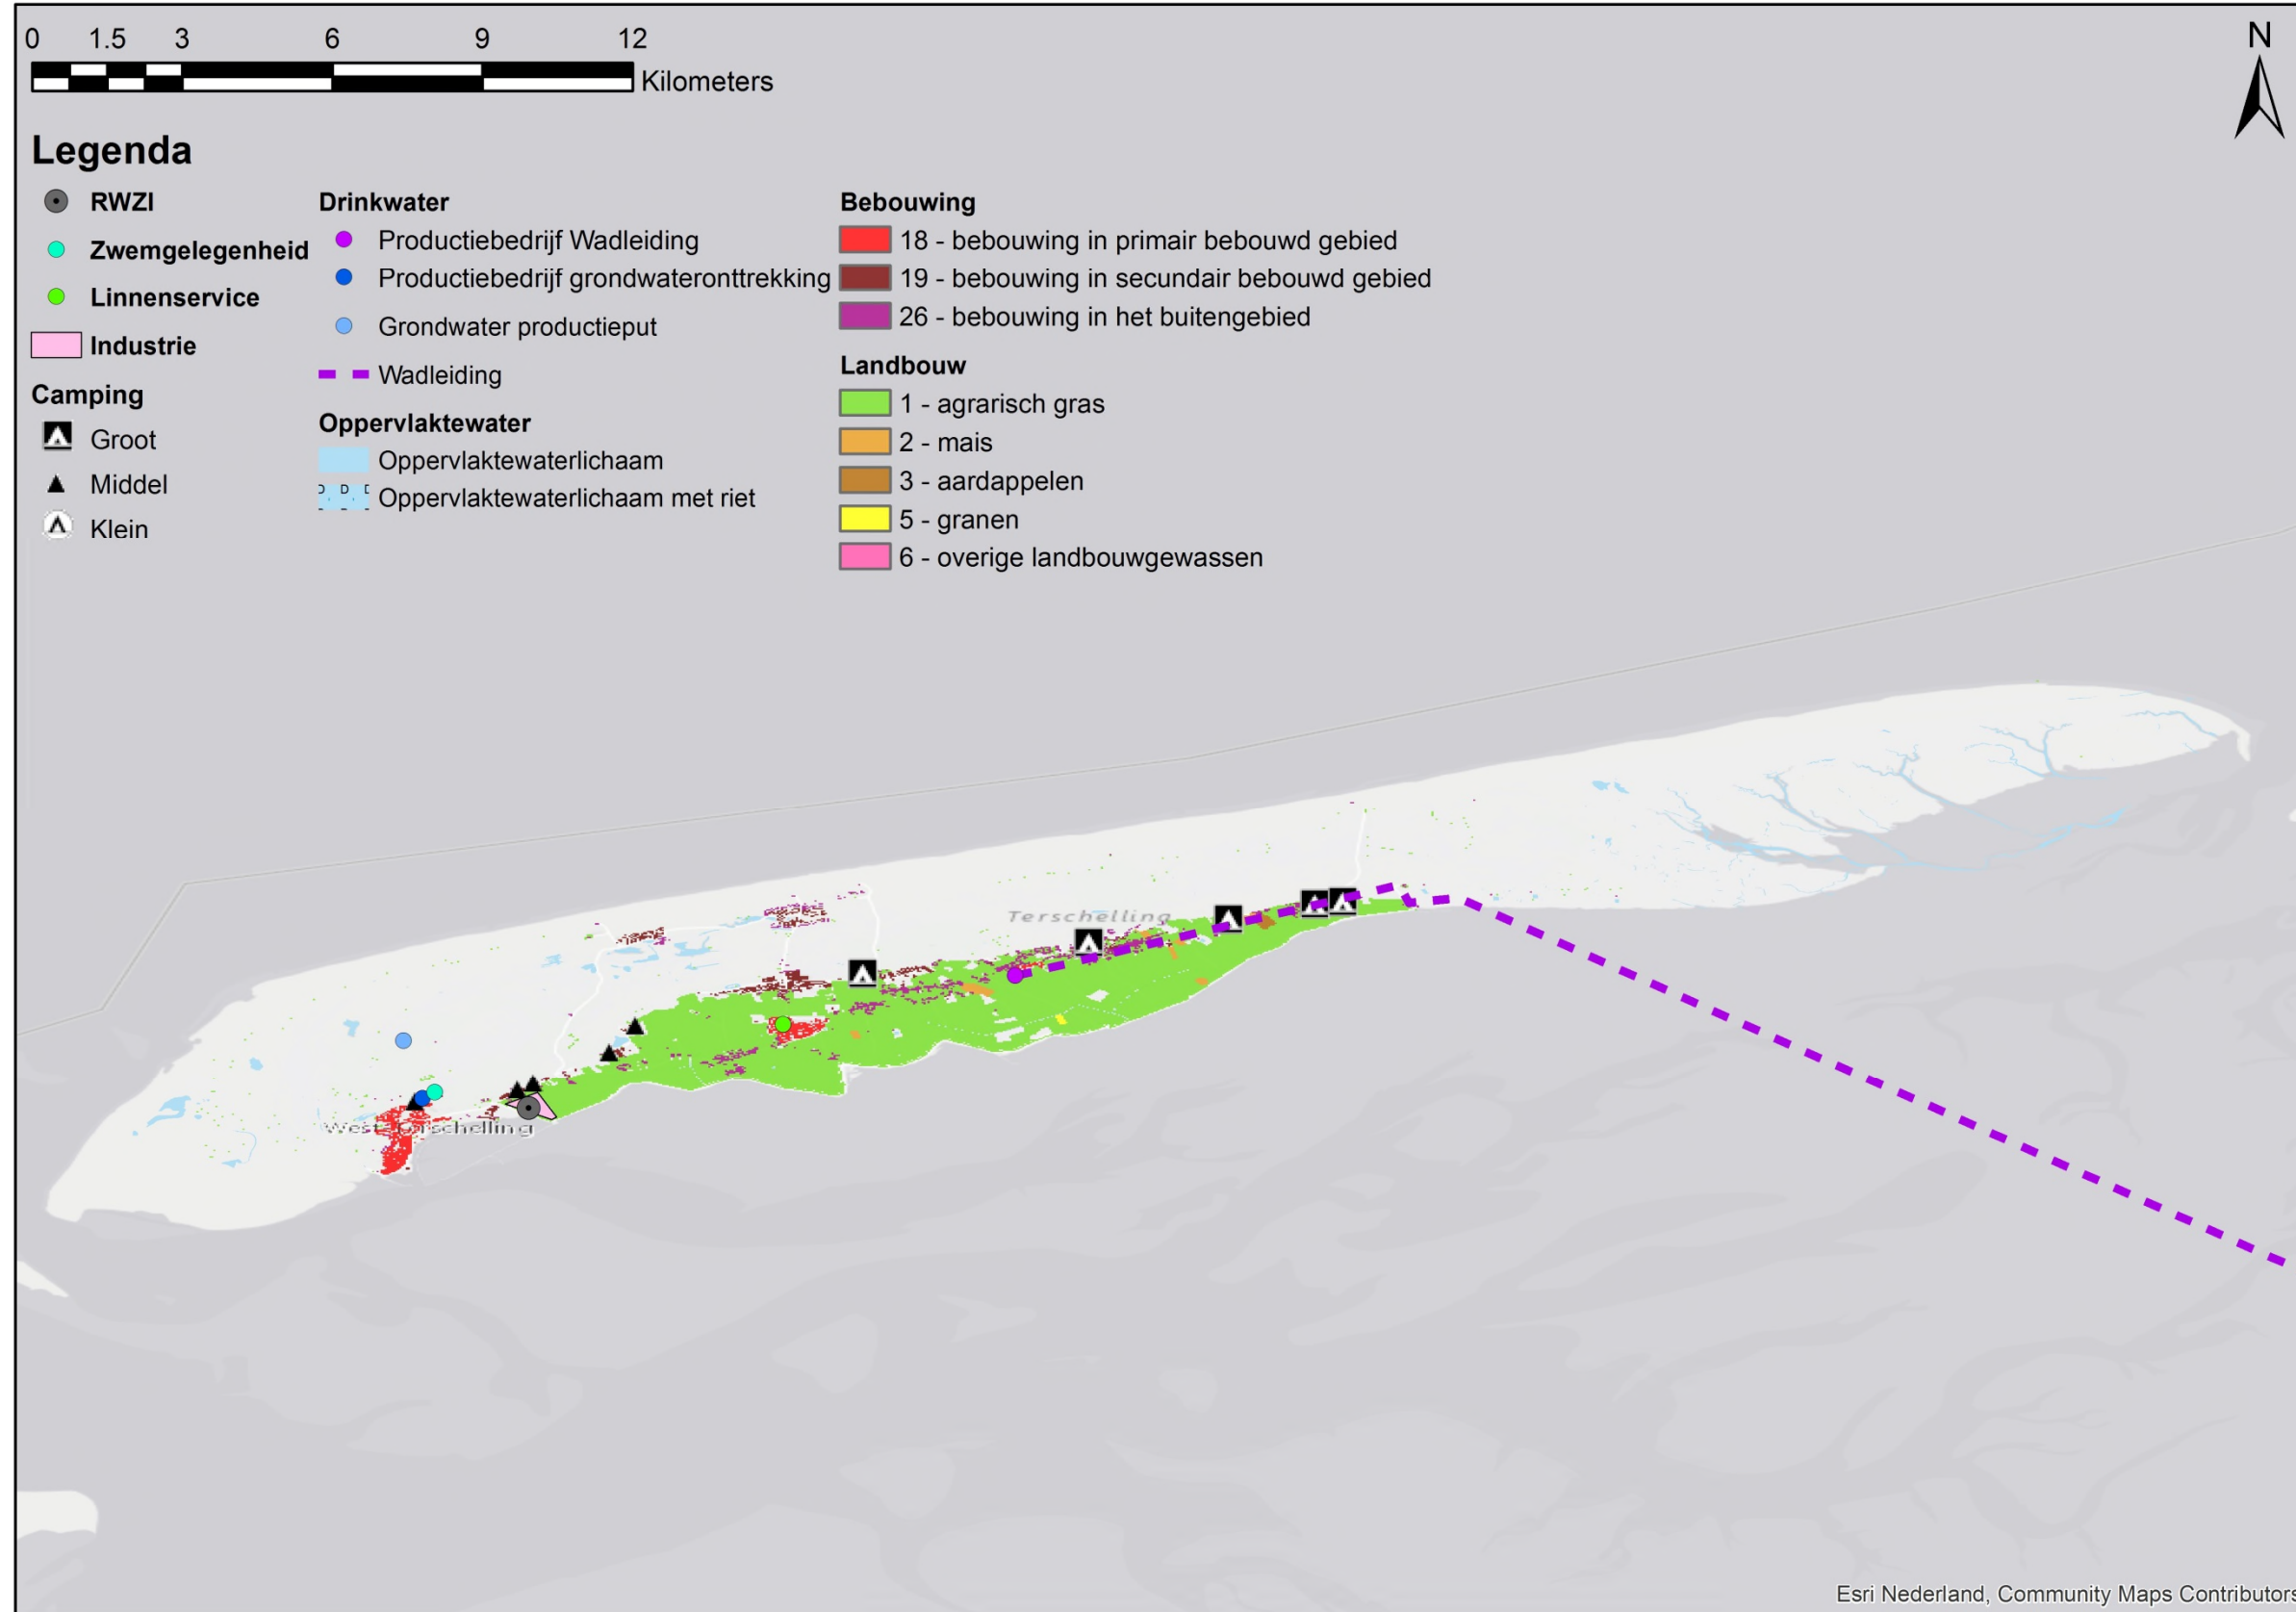 0 1.5 3 6 9 12
Kilometers
N
Legenda
RWZI
Zwemgelegenheid
Linnenservice
Industrie
Camping
Groot
Middel
Klein
Drinkwater
Productiebedrijf Wadleiding
Productiebedrijf grondwateronttrekking
Grondwater productieput
Wadleiding
Oppervlaktewater
Oppervlaktewaterlichaam
Oppervlaktewaterlichaam met riet
Bebouwing
18 - bebouwing in primair bebouwd gebied
19 - bebouwing in secundair bebouwd gebied
26 - bebouwing in het buitengebied
Landbouw
1 - agrarisch gras
2 - mais
3 - aardappelen
5 - granen
6 - overige landbouwgewassen
Terschelling
West-Terschelling
Esri Nederland, Community Maps Contributors